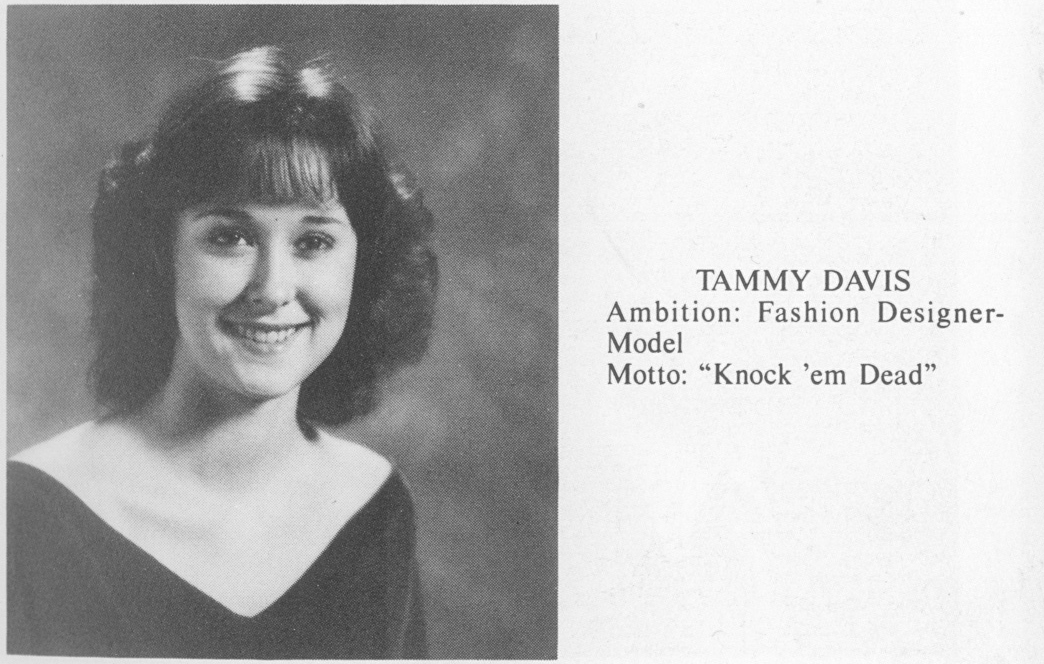 TAMMY DAVIS
Ambition: Fashion Designer-
Model
Motto: “Knock ’em Dead”